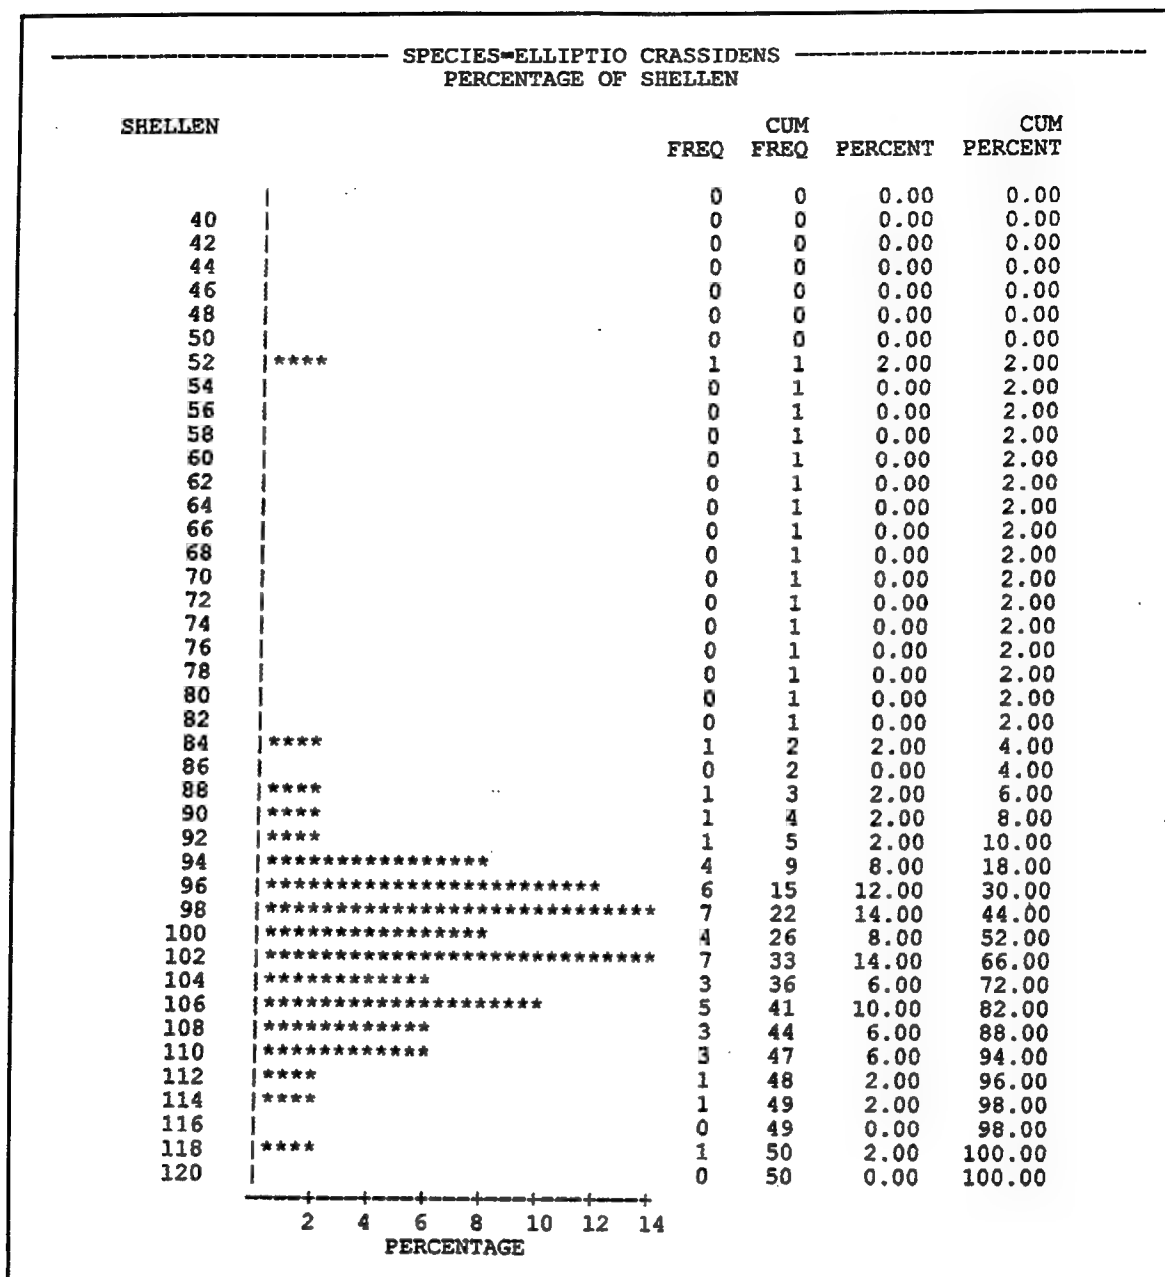 SPECIES=ELLIPTIO CRASSIDENS
PERCENTAGE OF SHELLEN
SHELLEN CUM CUM
FREQ FREQ PERCENT PERCENT
| 0 0 0.00 0.00
40 | 0 0 0.00 0.00
42 | 0 0 0.00 0.00
44 | 0 0 0.00 0.00
46 | 0 0 0.00 0.00
48 | 0 0 0.00 0.00
50 | 0 0 0.00 0.00
52 |**** 1 1 2.00 2.00
54 | 0 1 0.00 2.00
56 | 0 1 0.00 2.00
58 | 0 1 0.00 2.00
60 | 0 1 0.00 2.00
62 | 0 1 0.00 2.00
64 | 0 1 0.00 2.00
66 | 0 1 0.00 2.00
68 | 0 1 0.00 2.00
70 | 0 1 0.00 2.00
72 | 0 1 0.00 2.00
74 | 0 1 0.00 2.00
76 | 0 1 0.00 2.00
78 | 0 1 0.00 2.00
80 | 0 1 0.00 2.00
82 | 0 1 0.00 2.00
84 |**** 1 2 2.00 4.00
86 | 0 2 0.00 4.00
88 |**** 1 3 2.00 6.00
90 |**** 1 4 2.00 8.00
92 |**** 1 5 2.00 10.00
94 |**************** 4 9 8.00 18.00
96 |************************ 6 15 12.00 30.00
98 |**************************** 7 22 14.00 44.00
100 |**************** 4 26 8.00 52.00
102 |**************************** 7 33 14.00 66.00
104 |************ 3 36 6.00 72.00
106 |******************** 5 41 10.00 82.00
108 |************ 3 44 6.00 88.00
110 |************ 3 47 6.00 94.00
112 |**** 1 48 2.00 96.00
114 |**** 1 49 2.00 98.00
116 | 0 49 0.00 98.00
118 |**** 1 50 2.00 100.00
120 | 0 50 0.00 100.00
2 4 6 8 10 12 14
PERCENTAGE